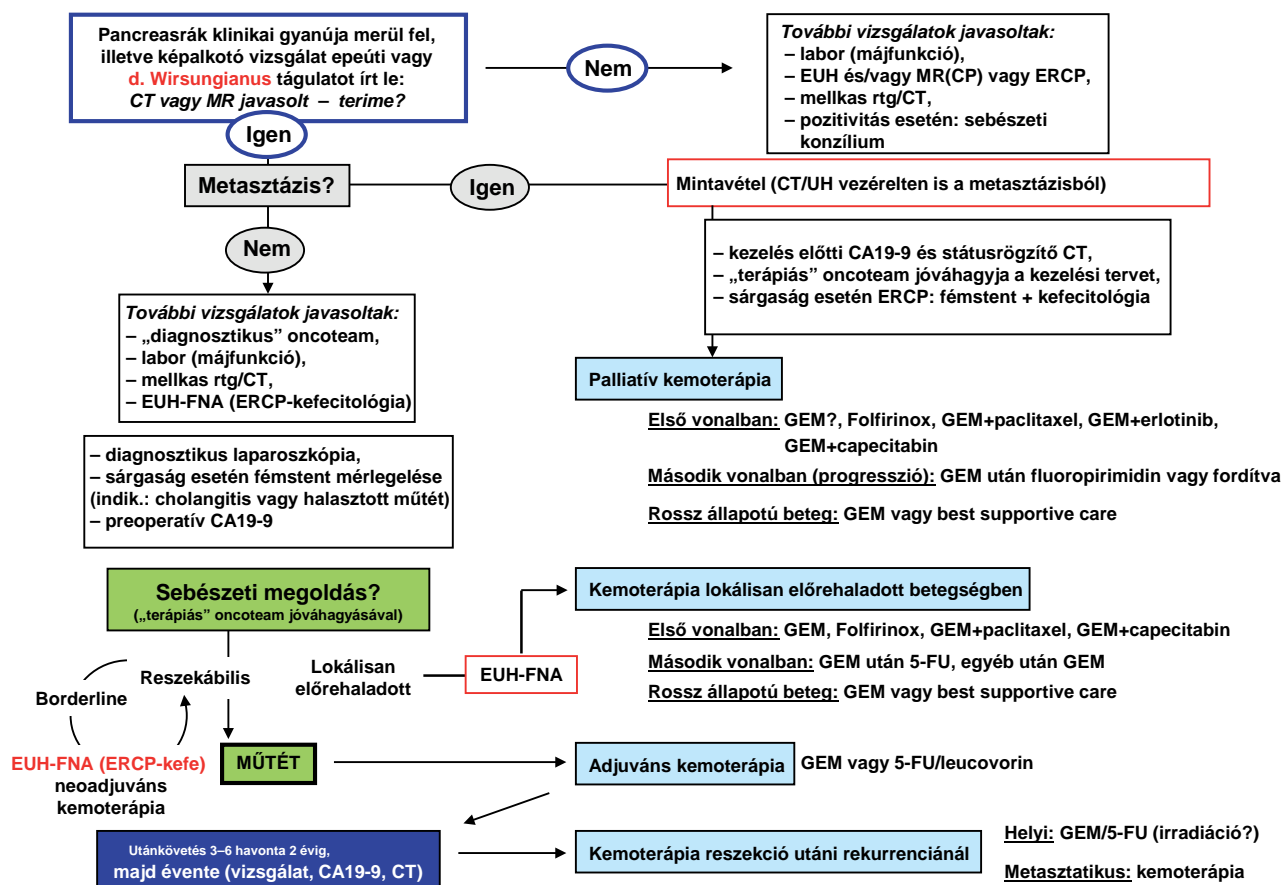 Pancreasrák klinikai gyanúja merül fel,
illetve képalkotó vizsgálat epeúti vagy
d. Wirsungianus tágulatot írt le:
CT vagy MR javasolt – terime?
Nem
További vizsgálatok javasoltak:
– labor (májfunkció),
– EUH és/vagy MR(CP) vagy ERCP,
– mellkas rtg/CT,
– pozitivitás esetén: sebészeti
konzílium
Igen
Metasztázis?
Igen
Mintavétel (CT/UH vezérelten is a metasztázisból)
Nem
– kezelés előtti CA19-9 és státusrögzítő CT,
– „terápiás” oncoteam jóváhagyja a kezelési tervet,
– sárgaság esetén ERCP: fémstent + kefecitológia
További vizsgálatok javasoltak:
– „diagnosztikus” oncoteam,
– labor (májfunkció),
– mellkas rtg/CT,
– EUH-FNA (ERCP-kefecitológia)
Palliatív kemoterápia
Első vonalban: GEM?, Folfirinox, GEM+paclitaxel, GEM+erlotinib,
GEM+capecitabin
Második vonalban (progresszió): GEM után fluoropirimidin vagy fordítva
Rossz állapotú beteg: GEM vagy best supportive care
– diagnosztikus laparoszkópia,
– sárgaság esetén fémstent mérlegelése
(indik.: cholangitis vagy halasztott műtét)
– preoperatív CA19-9
Sebészeti megoldás?
(„terápiás” oncoteam jóváhagyásával)
Kemoterápia lokálisan előrehaladott betegségben
Első vonalban: GEM, Folfirinox, GEM+paclitaxel, GEM+capecitabin
Második vonalban: GEM után 5-FU, egyéb után GEM
Rossz állapotú beteg: GEM vagy best supportive care
Lokálisan
előrehaladott
EUH-FNA
Reszekábilis
Borderline
EUH-FNA (ERCP-kefe)
neoadjuváns
kemoterápia
MŰTÉT
Adjuváns kemoterápia
GEM vagy 5-FU/leucovorin
Utánkövetés 3–6 havonta 2 évig,
majd évente (vizsgálat, CA19-9, CT)
Kemoterápia reszekció utáni rekurrenciánál
Helyi: GEM/5-FU (irradiáció?)
Metasztatikus: kemoterápia